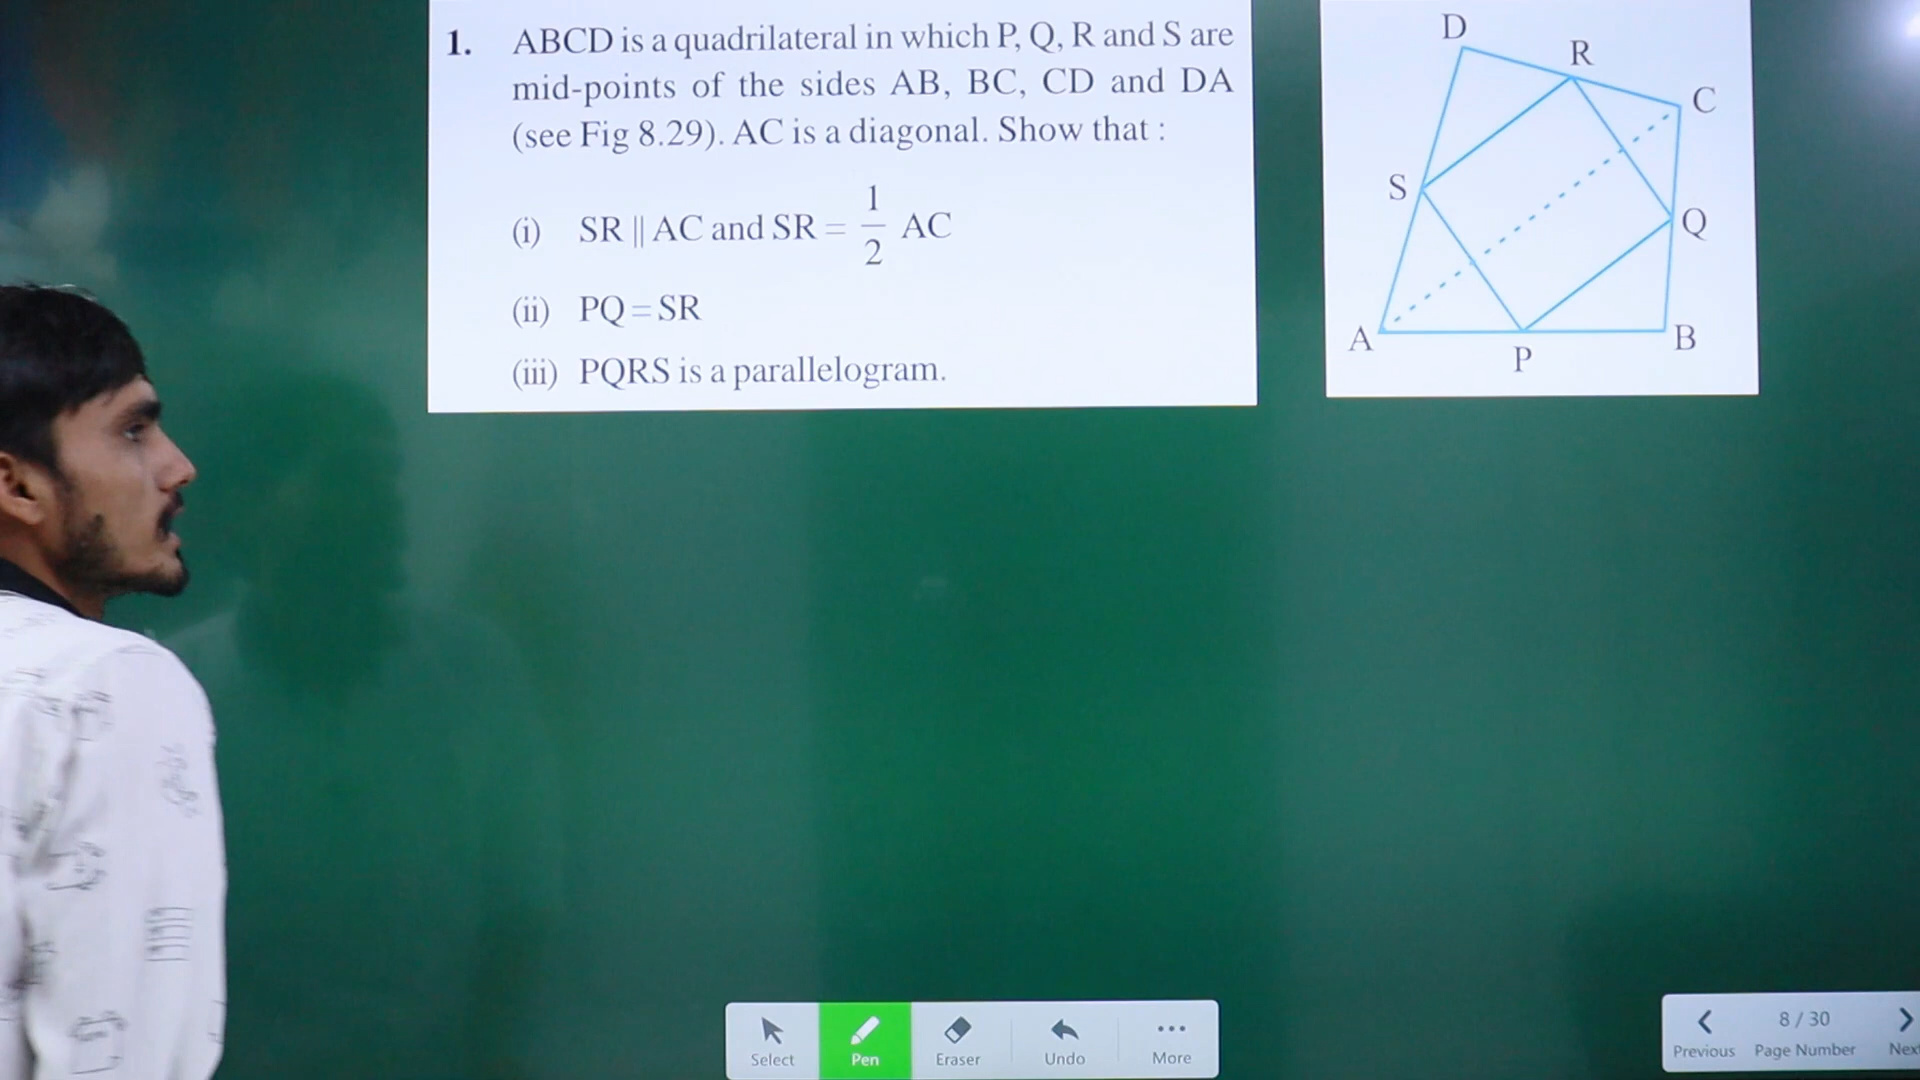 1. ABCD is a quadrilateral in which P, Q, R and S are
mid-points of the sides AB, BC, CD and DA
(see Fig 8.29). AC is a diagonal. Show that :
(i) SR || AC and SR = 1/2 AC
(ii) PQ = SR
(iii) PQRS is a parallelogram.
D
R
C
S
Q
A
P
B
Select
Pen
Eraser
Undo
More
8 / 30
Previous Page Number Next